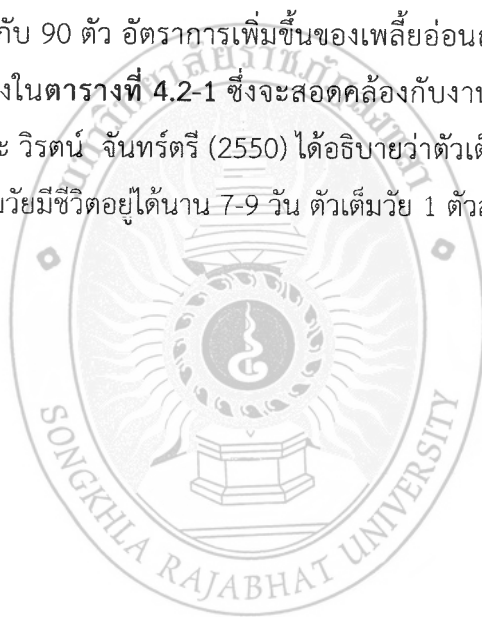 กับ 90 ตัว อัตราการเพิ่มขึ้นของเพลี้ยอ่อน
งใน ตารางที่ 4.2-1 ซึ่งจะสอดคล้องกับงาน
ะ วิรตน์ จันทร์ตรี (2550) ได้อธิบายว่าตัวเต็
วัยมีชีวิตอยู่ได้นาน 7-9 วัน ตัวเต็มวัย 1 ตัว
SONGKHLA RAJABHAT UNIVERSITY